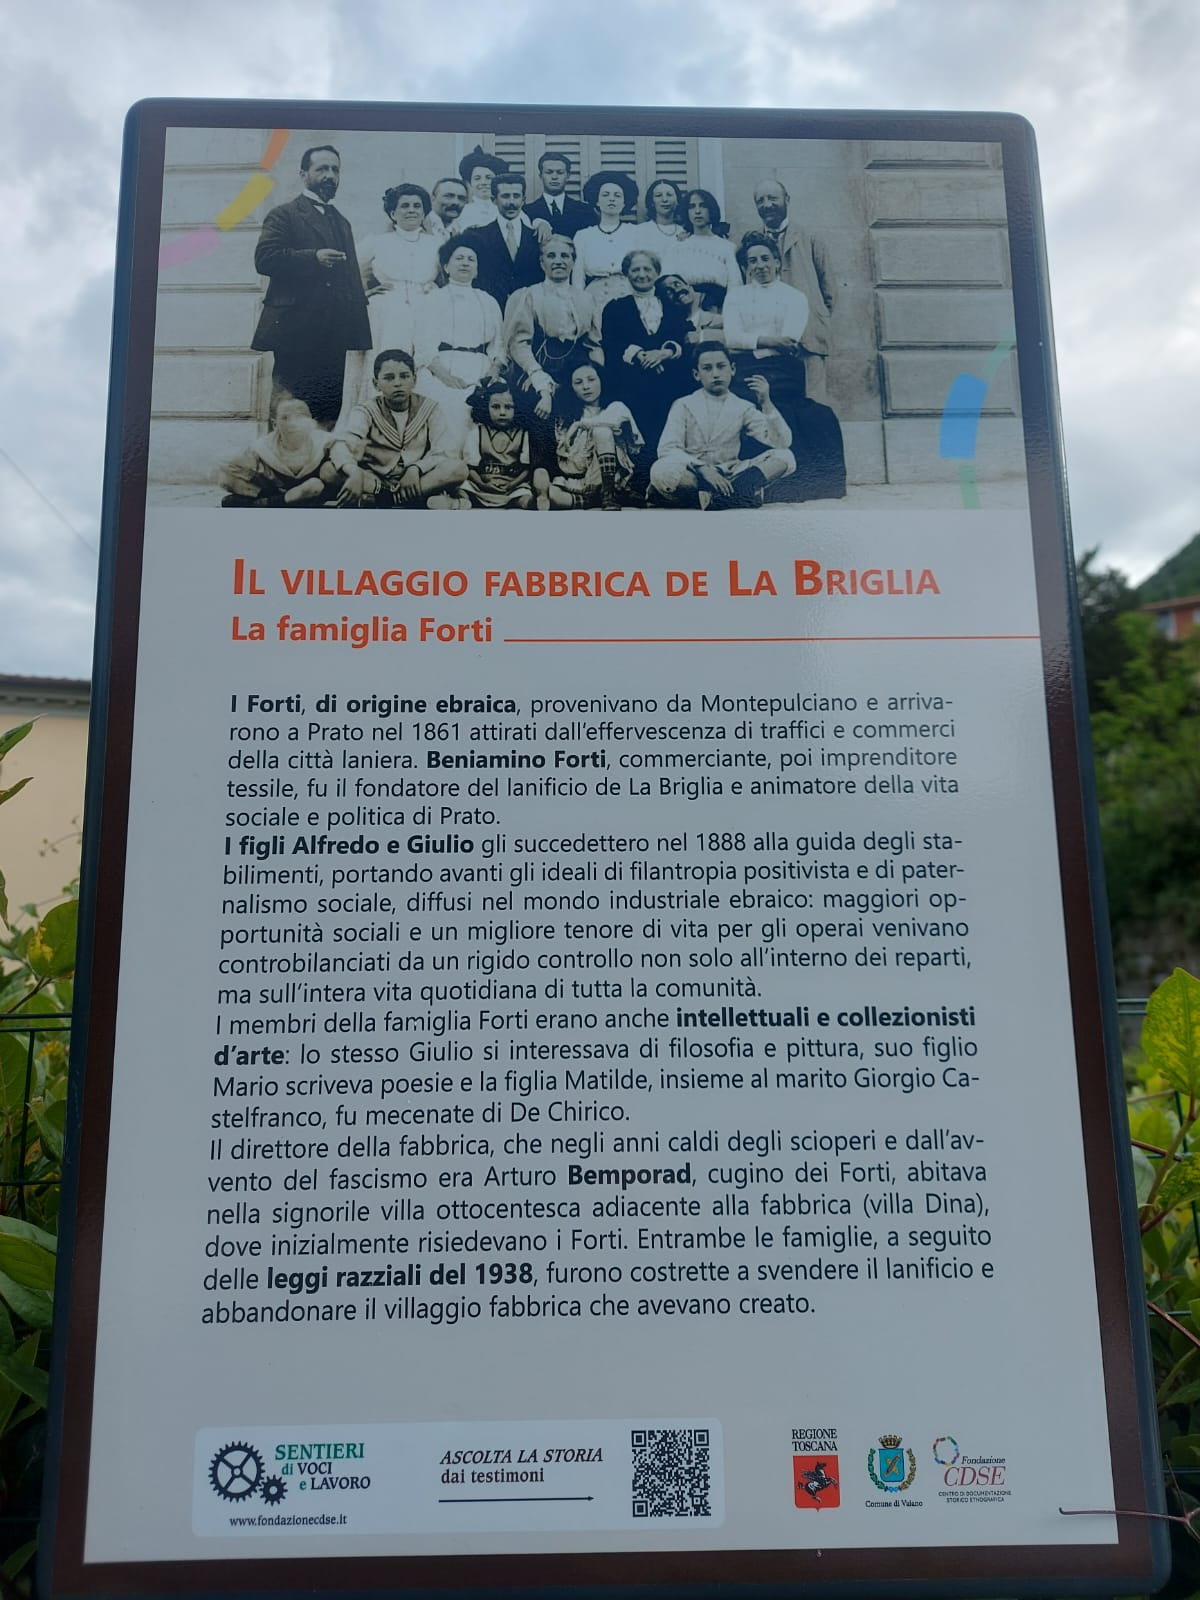 IL VILLAGGIO FABBRICA DE LA BRIGLIA
La famiglia Forti
I Forti, di origine ebraica, provenivano da Montepulciano e arriva-
rono a Prato nel 1861 attirati dall'effervescenza di traffici e commerci
della città laniera. Beniamino Forti, commerciante, poi imprenditore
tessile, fu il fondatore del lanificio de La Briglia e animatore della vita
sociale e politica di Prato.
I figli Alfredo e Giulio gli succedettero nel 1888 alla guida degli sta-
bilimenti, portando avanti gli ideali di filantropia positivista e di pater-
nalismo sociale, diffusi nel mondo industriale ebraico: maggiori op-
portunità sociali e un migliore tenore di vita per gli operai venivano
controbilanciati da un rigido controllo non solo all'interno dei reparti,
ma sull'intera vita quotidiana di tutta la comunità.
I membri della famiglia Forti erano anche intellettuali e collezionisti
d'arte: lo stesso Giulio si interessava di filosofia e pittura, suo figlio
Mario scriveva poesie e la figlia Matilde, insieme al marito Giorgio Ca-
stelfranco, fu mecenate di De Chirico.
Il direttore della fabbrica, che negli anni caldi degli scioperi e dall'av-
vento del fascismo era Arturo Bemporad, cugino dei Forti, abitava
nella signorile villa ottocentesca adiacente alla fabbrica (villa Dina),
dove inizialmente risiedevano i Forti. Entrambe le famiglie, a seguito
delle leggi razziali del 1938, furono costrette a svendere il lanificio e
abbandonare il villaggio fabbrica che avevano creato.
SENTIERI
di VOCI
e LAVORO
www.fondazionecdse.it
ASCOLTA LA STORIA
dai testimoni
REGIONE
TOSCANA
Comune di Vaiano
Fondazione
CDSE
CENTRO DI DOCUMENTAZIONE
STORICO ETNOGRAFICA